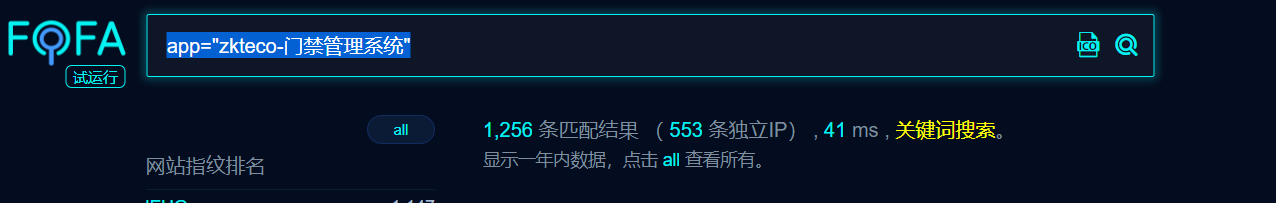 FOFA
试运行
app="zkteco-门禁管理系统"
ICO
all
1,256 条匹配结果 （ 553 条独立IP） , 41 ms , 关键词搜索。
显示一年内数据，点击 all 查看所有。
网站指纹排名